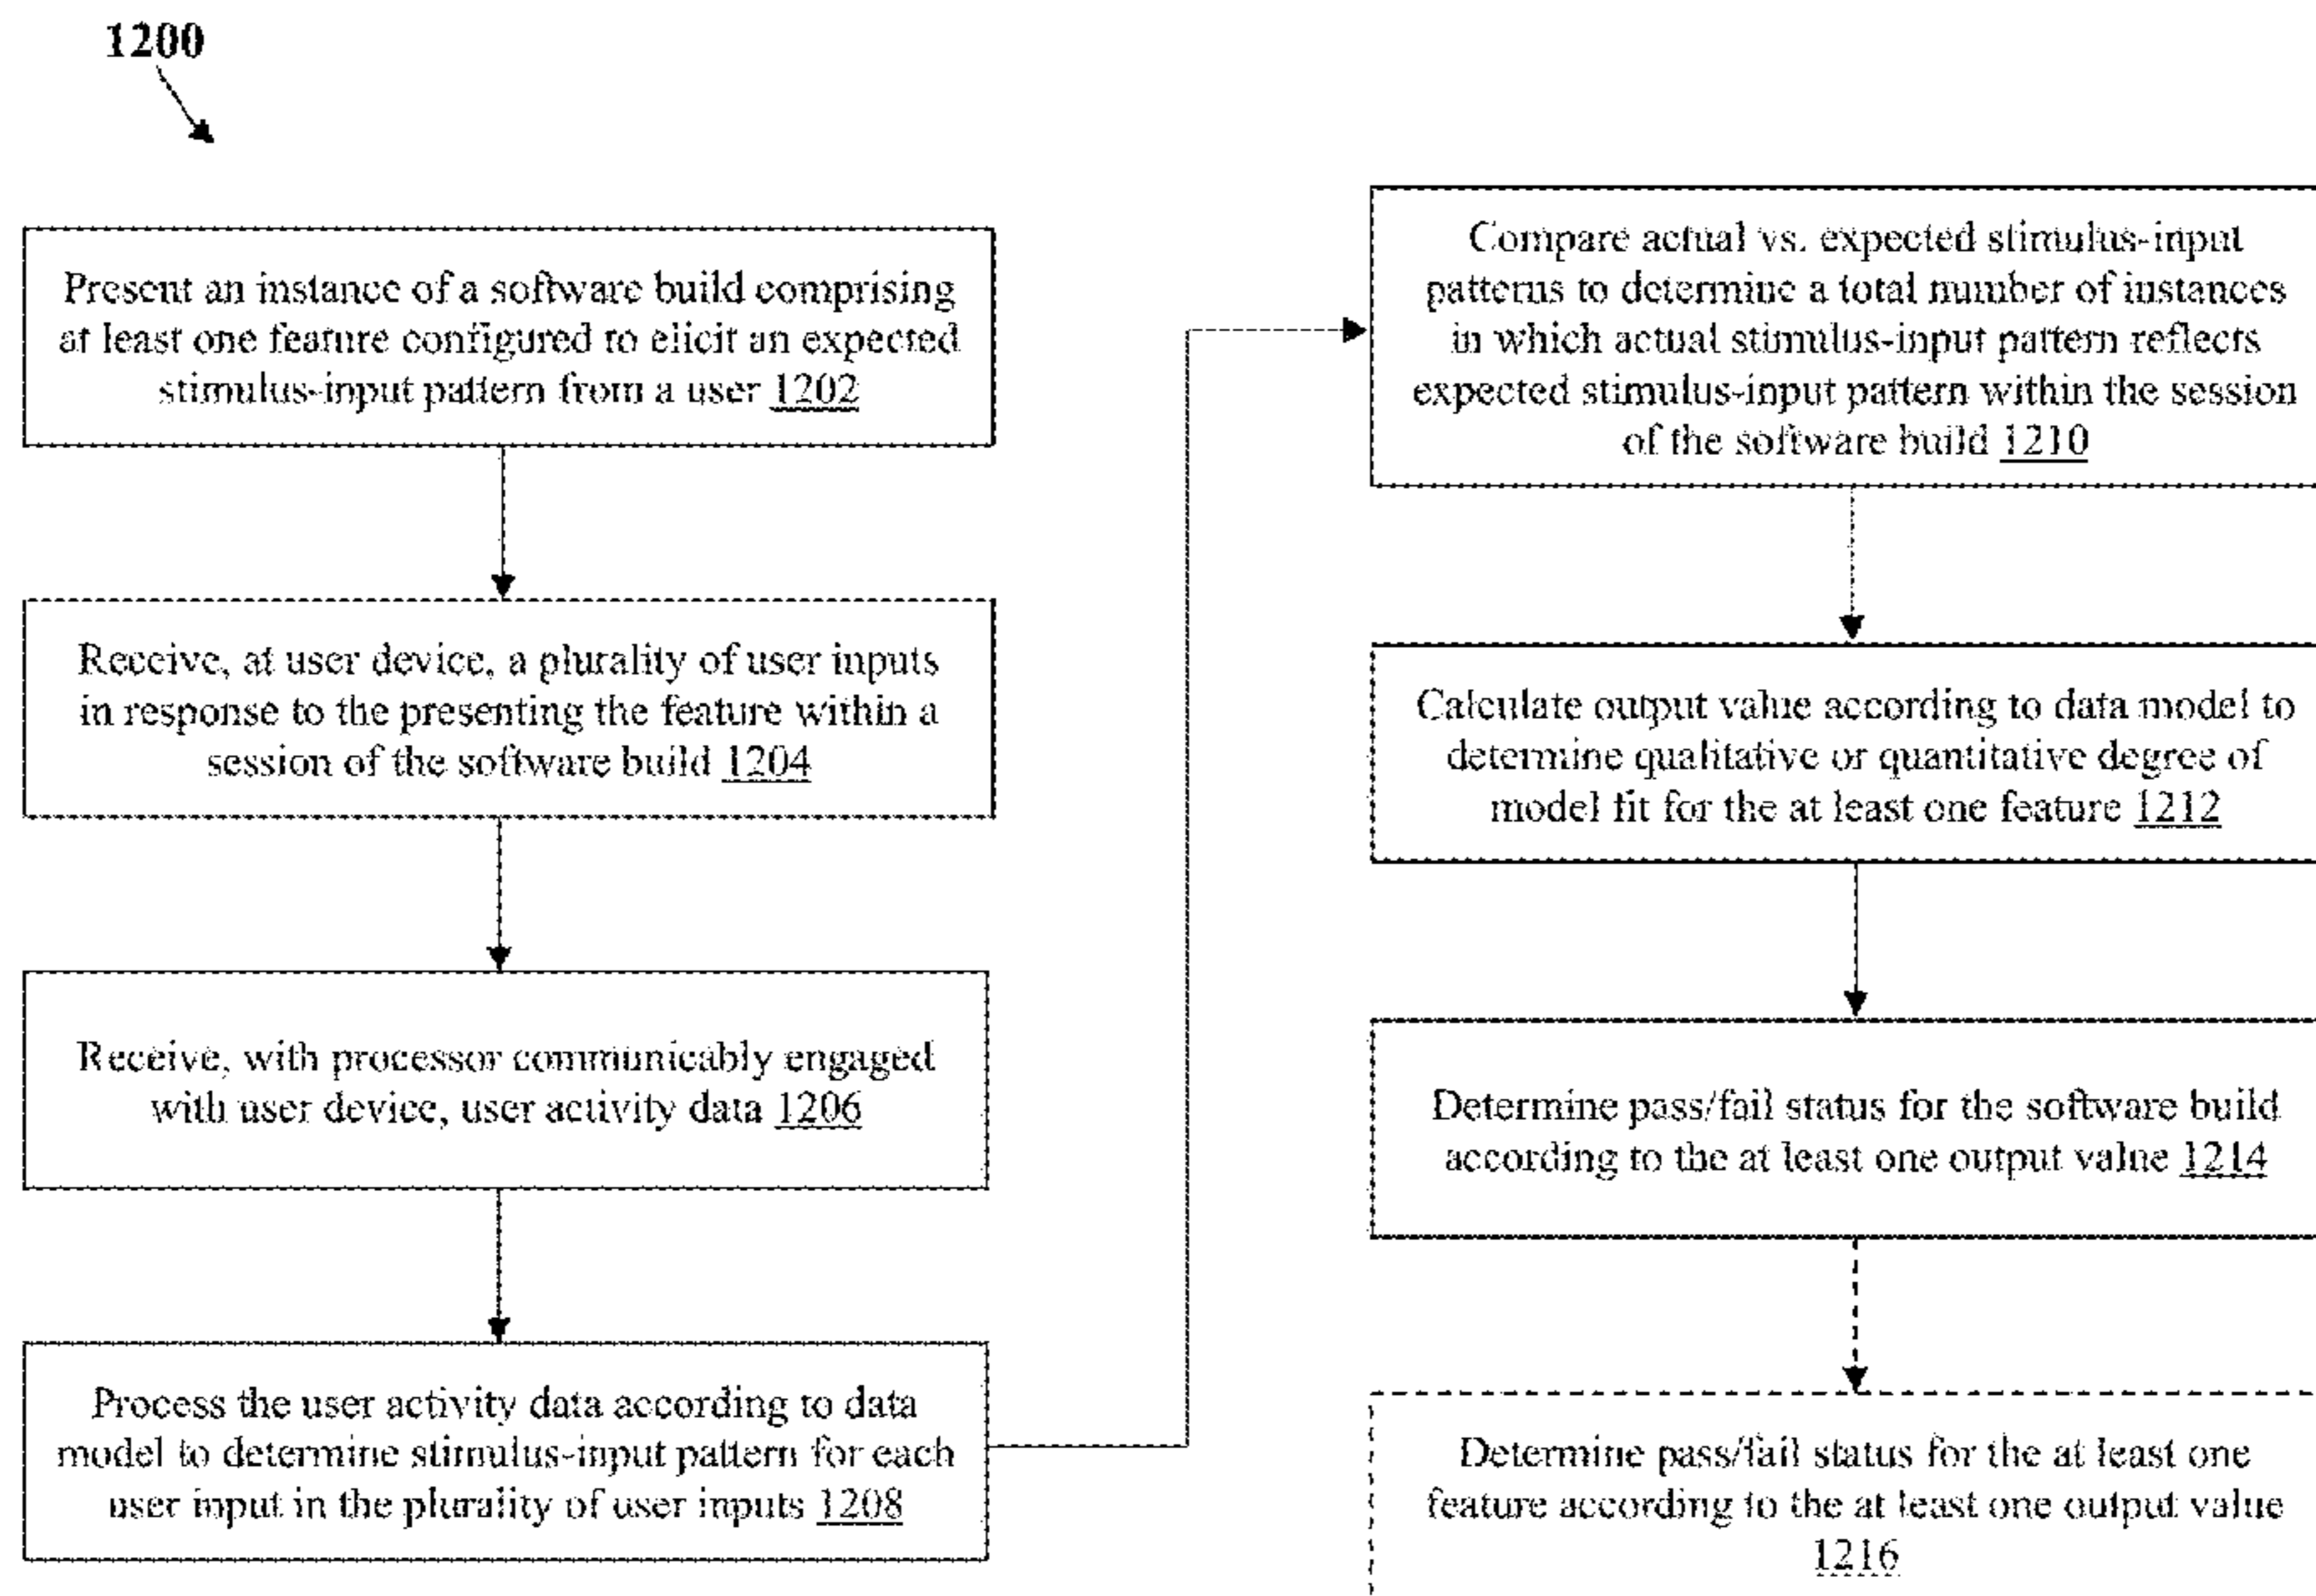 1200
Present an instance of a software build comprising
at least one feature configured to elicit an expected
stimulus-input pattern from a user 1202
Receive, at user device, a plurality of user inputs
in response to the presenting the feature within a
session of the software build 1204
Receive, with processor communicably engaged
with user device, user activity data 1206
Process the user activity data according to data
model to determine stimulus-input pattern for each
user input in the plurality of user inputs 1208
Compare actual vs. expected stimulus-input
patterns to determine a total number of instances
in which actual stimulus-input pattern reflects
expected stimulus-input pattern within the session
of the software build 1210
Calculate output value according to data model to
determine qualitative or quantitative degree of
model fit for the at least one feature 1212
Determine pass/fail status for the software build
according to the at least one output value 1214
Determine pass/fail status for the at least one
feature according to the at least one output value
1216